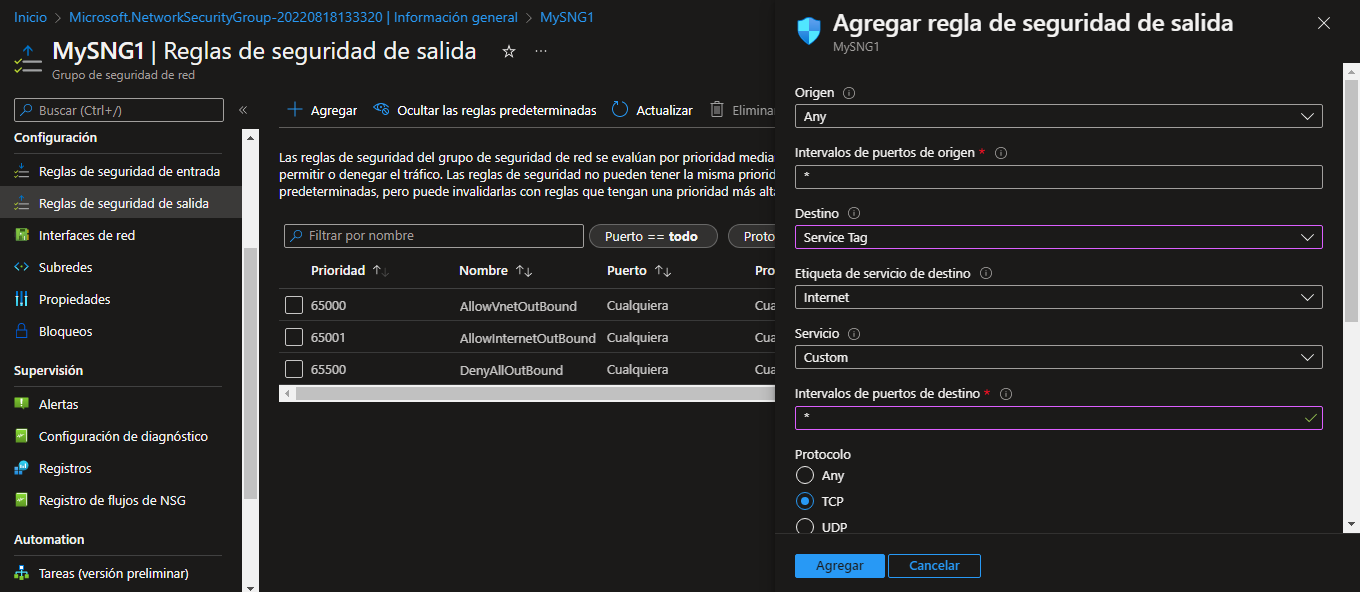 Inicio > Microsoft.NetworkSecurityGroup-20220818133320 | Información general > MySNG1
MySNG1 | Reglas de seguridad de salida
Grupo de seguridad de red
Buscar (Ctrl+/)
Configuración
Reglas de seguridad de entrada
Reglas de seguridad de salida
Interfaces de red
Subredes
Propiedades
Bloqueos
Supervisión
Alertas
Configuración de diagnóstico
Registros
Registro de flujos de NSG
Automation
Tareas (versión preliminar)
Agregar Ocultar las reglas predeterminadas Actualizar Elimina
Las reglas de seguridad del grupo de seguridad de red se evalúan por prioridad media
permitir o denegar el tráfico. Las reglas de seguridad no pueden tener la misma priorid
predeterminadas, pero puede invalidarlas con reglas que tengan una prioridad más alta
Filtrar por nombre Puerto == todo Proto
Prioridad Nombre Puerto Pro
65000 AllowVnetOutBound Cualquiera Cua
65001 AllowInternetOutBound Cualquiera Cua
65500 DenyAllOutBound Cualquiera Cua
Agregar regla de seguridad de salida
MySNG1
Origen
Any
Intervalos de puertos de origen *
*
Destino
Service Tag
Etiqueta de servicio de destino
Internet
Servicio
Custom
Intervalos de puertos de destino *
*
Protocolo
Any
TCP
UDP
Agregar Cancelar